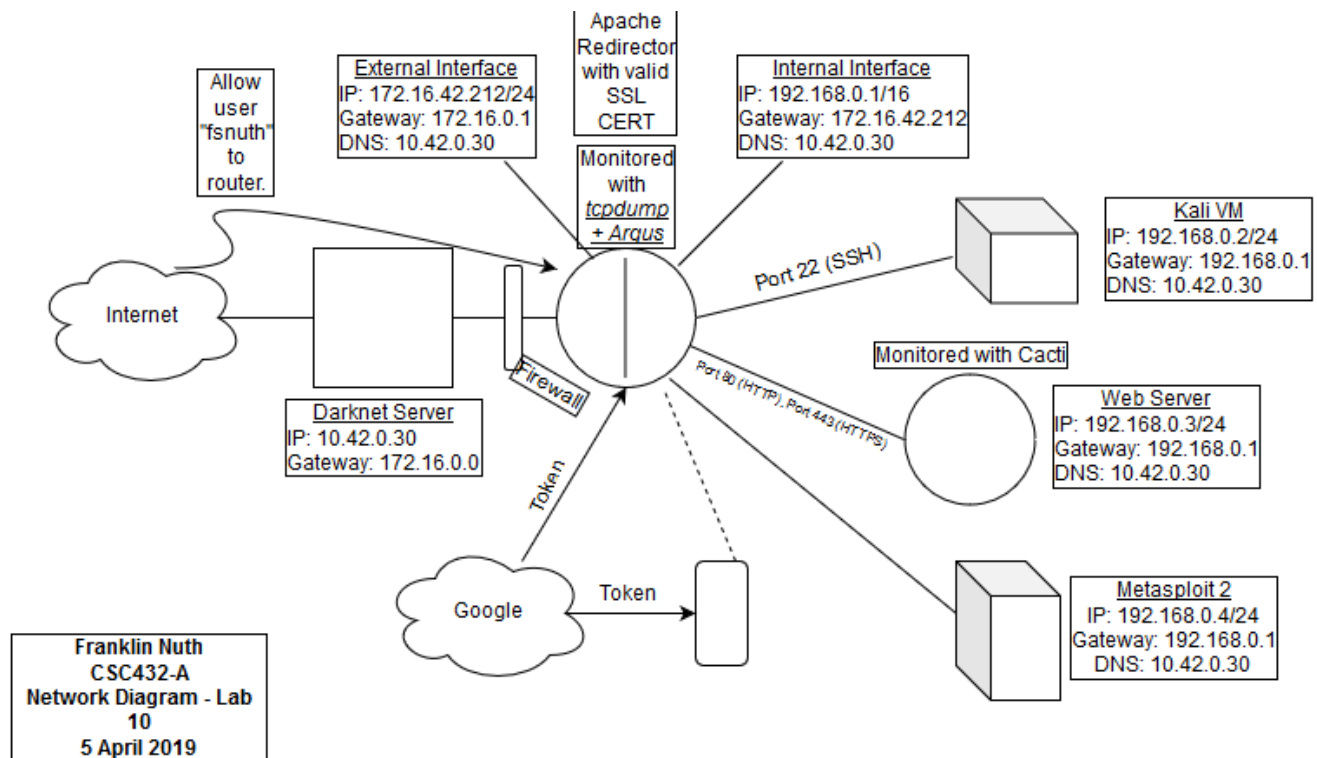 Apache
Redirector
with valid
SSL
CERT
External Interface
IP: 172.16.42.212/24
Gateway: 172.16.0.1
DNS: 10.42.0.30
Internal Interface
IP: 192.168.0.1/16
Gateway: 172.16.42.212
DNS: 10.42.0.30
Allow
user
"fsnuth"
to
router.
Monitored
with
tcpdump
+ Argus
Kali VM
IP: 192.168.0.2/24
Gateway: 192.168.0.1
DNS: 10.42.0.30
Port 22 (SSH)
Internet
Firewall
Monitored with Cacti
Port 80 (HTTP), Port 443 (HTTPS)
Web Server
IP: 192.168.0.3/24
Gateway: 192.168.0.1
DNS: 10.42.0.30
Darknet Server
IP: 10.42.0.30
Gateway: 172.16.0.0
Token
Google
Token
Metasploit 2
IP: 192.168.0.4/24
Gateway: 192.168.0.1
DNS: 10.42.0.30
Franklin Nuth
CSC432-A
Network Diagram - Lab
10
5 April 2019